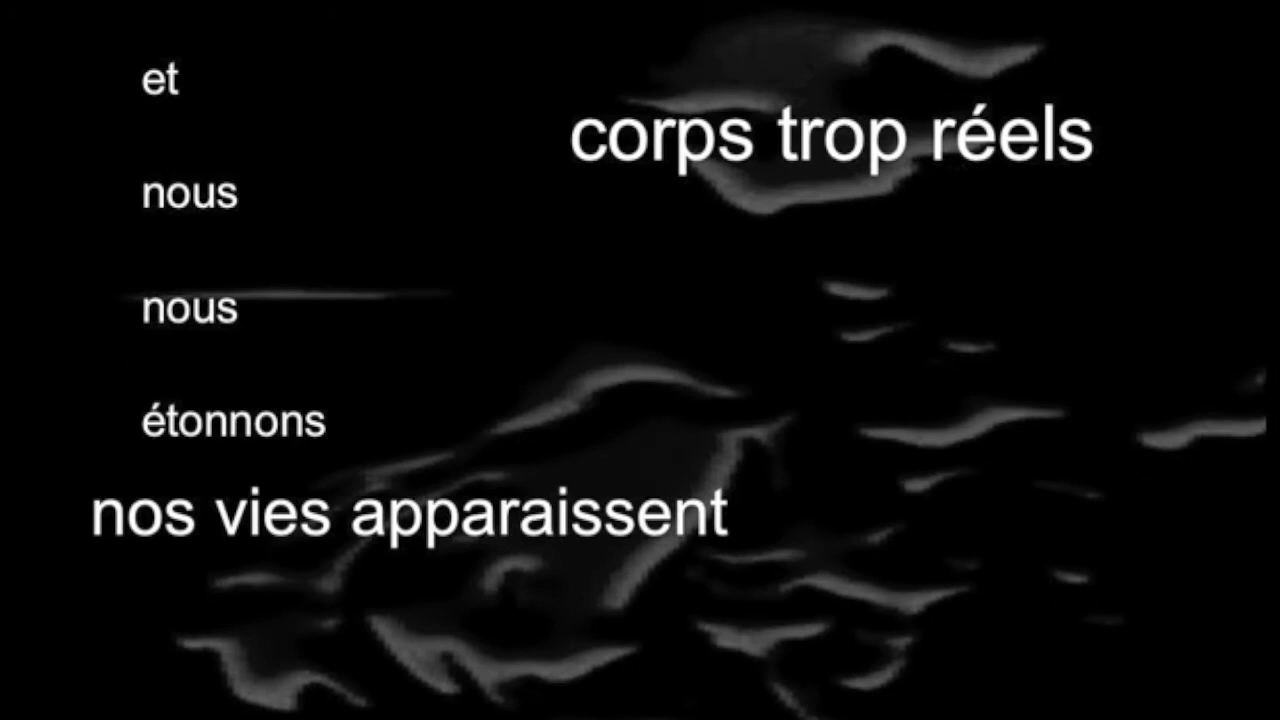 et
corps trop réels
nous
nous
étonnons
nos vies apparaissent